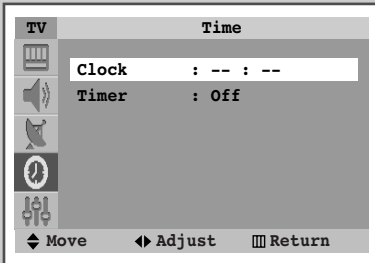 TV Time
Clock : -- : --
Timer : Off
Move Adjust Return